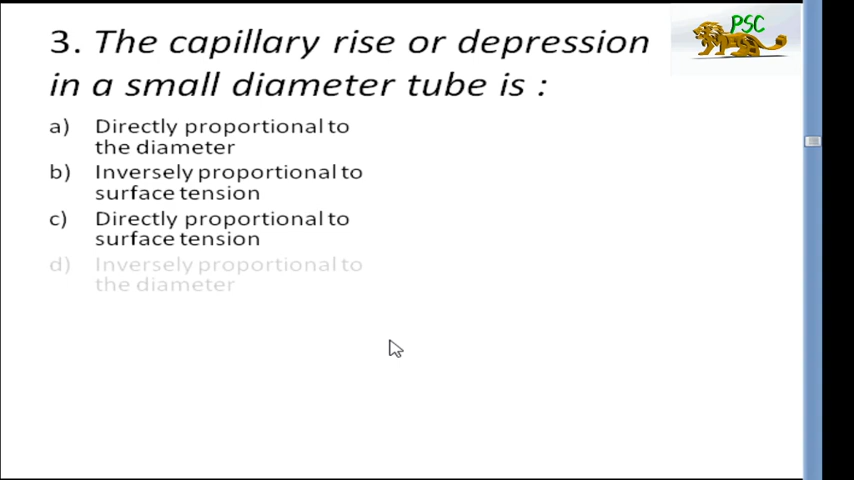 3. The capillary rise or depression
in a small diameter tube is :
PSC
a) Directly proportional to
the diameter
b) Inversely proportional to
surface tension
c) Directly proportional to
surface tension
d) Inversely proportional to
the diameter